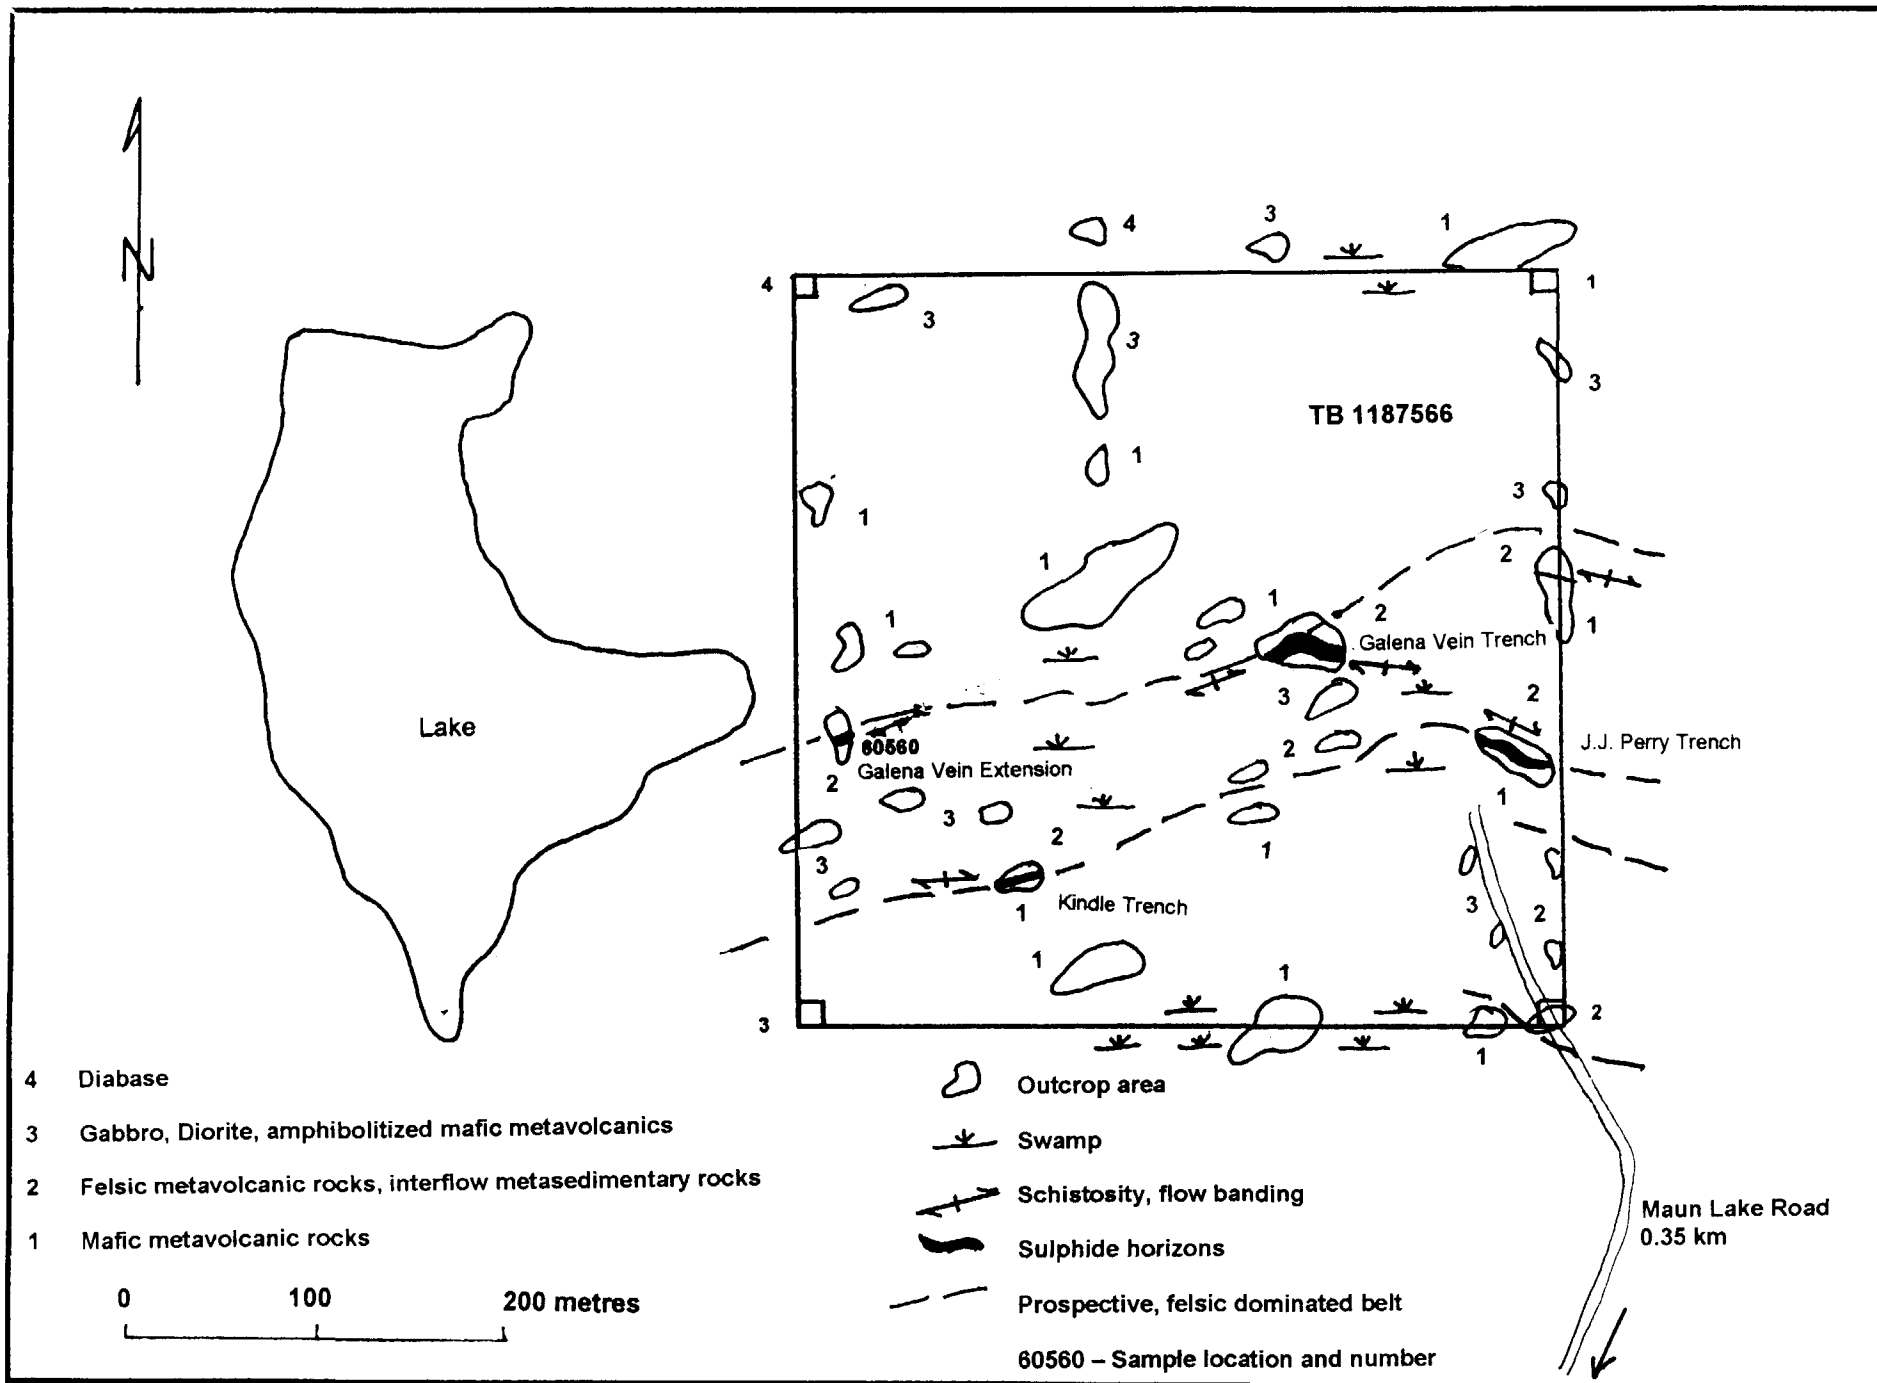 N
4
3
1
4
1
3
3
3
TB 1187566
1
3
1
1
2
1
1
2
1
Galena Vein Trench
3
2
Lake
60560
J.J. Perry Trench
2
Galena Vein Extension
2
1
3
2
1
3
Kindle Trench
1
3
2
1
1
3
2
1
4 Diabase
3 Gabbro, Diorite, amphibolitized mafic metavolcanics
2 Felsic metavolcanic rocks, interflow metasedimentary rocks
1 Mafic metavolcanic rocks
0 100 200 metres
Outcrop area
Swamp
Schistosity, flow banding
Sulphide horizons
Prospective, felsic dominated belt
60560 – Sample location and number
Maun Lake Road
0.35 km